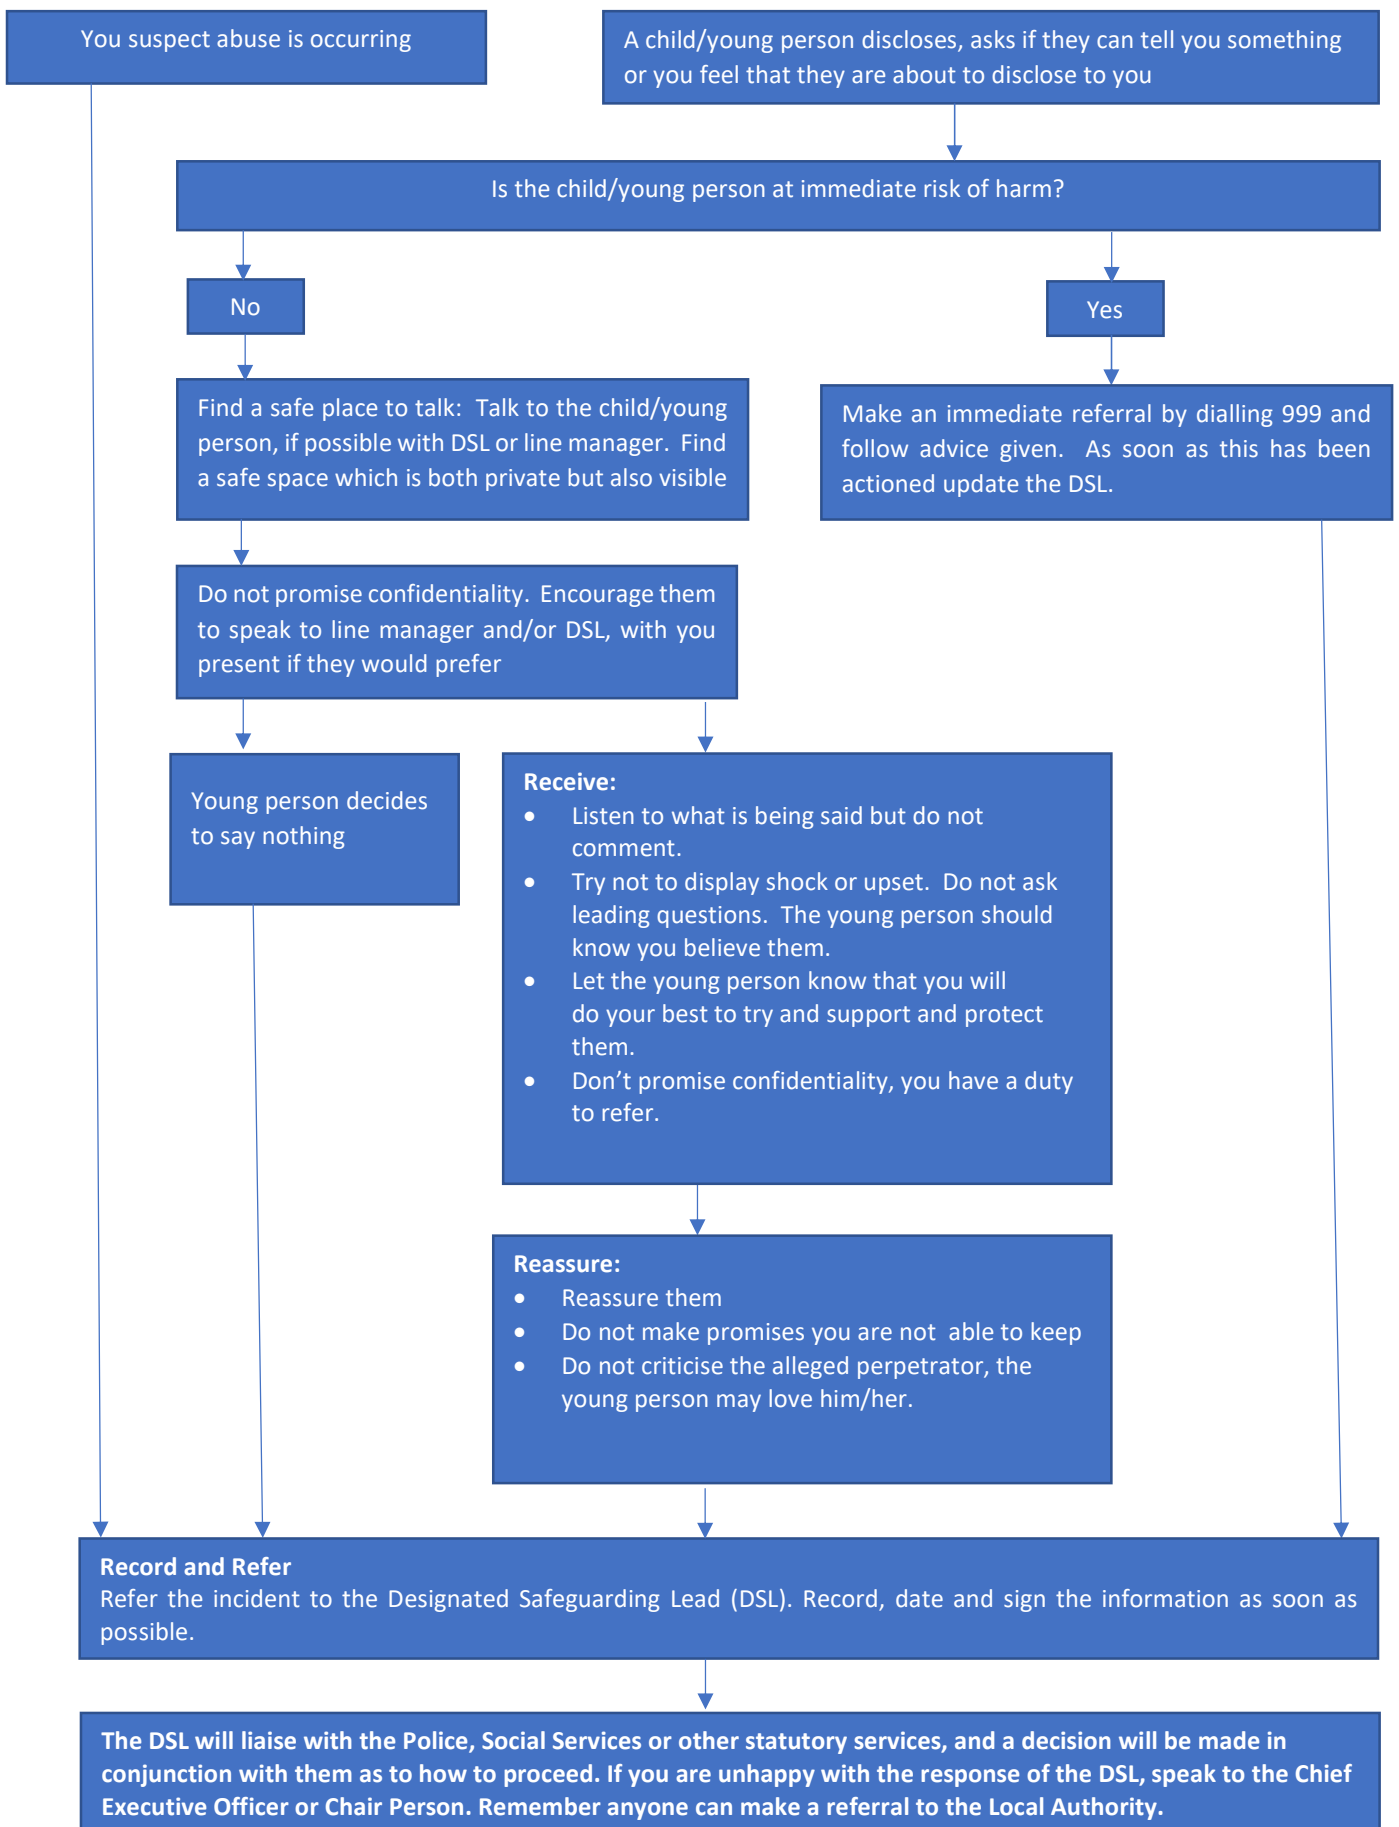 You suspect abuse is occurring
A child/young person discloses, asks if they can tell you something
or you feel that they are about to disclose to you
Is the child/young person at immediate risk of harm?
No
Yes
Find a safe place to talk: Talk to the child/young
person, if possible with DSL or line manager. Find
a safe space which is both private but also visible
Make an immediate referral by dialling 999 and
follow advice given. As soon as this has been
actioned update the DSL.
Do not promise confidentiality. Encourage them
to speak to line manager and/or DSL, with you
present if they would prefer
Young person decides
to say nothing
Receive:
• Listen to what is being said but do not
comment.
• Try not to display shock or upset. Do not ask
leading questions. The young person should
know you believe them.
• Let the young person know that you will
do your best to try and support and protect
them.
• Don’t promise confidentiality, you have a duty
to refer.
Reassure:
• Reassure them
• Do not make promises you are not able to keep
• Do not criticise the alleged perpetrator, the
young person may love him/her.
Record and Refer
Refer the incident to the Designated Safeguarding Lead (DSL). Record, date and sign the information as soon as
possible.
The DSL will liaise with the Police, Social Services or other statutory services, and a decision will be made in
conjunction with them as to how to proceed. If you are unhappy with the response of the DSL, speak to the Chief
Executive Officer or Chair Person. Remember anyone can make a referral to the Local Authority.